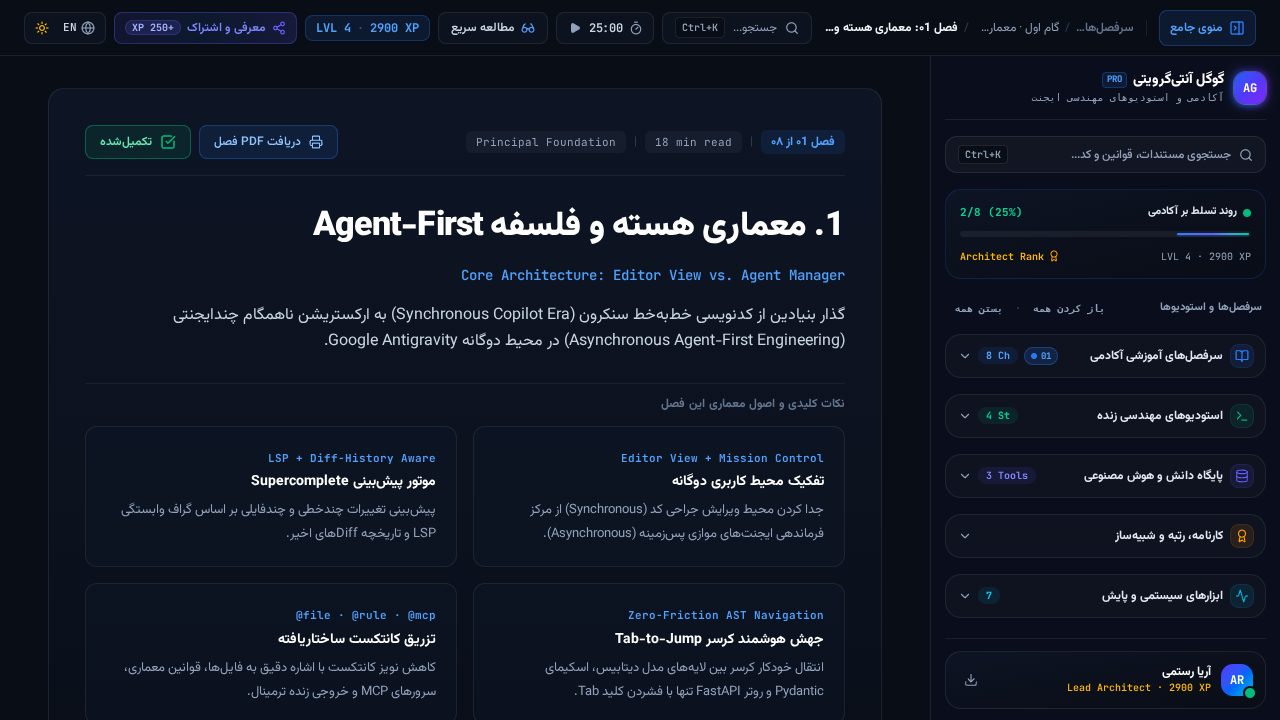 منوی جامع
سرفصل‌ها...
/
گام اول · معمار...
/
فصل 01: معماری هسته و...
جستجو...
Ctrl+K
25:00
مطالعه سریع
LVL 4 · 2900 XP
معرفی و اشتراک
+250 XP
EN
AG
گوگل آنتی‌گرویتی
PRO
آکادمی و استودیوهای مهندسی ایجنت
جستجوی مستندات، قوانین و کد...
Ctrl+K
روند تسلط بر آکادمی
2/8 (25%)
LVL 4 · 2900 XP
Architect Rank
سرفصل‌ها و استودیوها
باز کردن همه
·
بستن همه
سرفصل‌های آموزشی آکادمی
01
8 Ch
استودیوهای مهندسی زنده
4 St
پایگاه دانش و هوش مصنوعی
3 Tools
کارنامه، رتبه و شبیه‌ساز
ابزارهای سیستمی و پایش
7
AR
آریا رستمی
Lead Architect · 2900 XP
فصل 01 از ۰۸
18 min read
Principal Foundation
دریافت PDF فصل
تکمیل‌شده
1. معماری هسته و فلسفه Agent-First
Core Architecture: Editor View vs. Agent Manager
گذار بنیادین از کدنویسی خط‌به‌خط سنکرون (Synchronous Copilot Era) به ارکستریشن ناهمگام چندایجنتی
(Asynchronous Agent-First Engineering) در محیط دوگانه Google Antigravity.
نکات کلیدی و اصول معماری این فصل
Editor View + Mission Control
تفکیک محیط کاربری دوگانه
جدا کردن محیط ویرایش جراحی کد (Synchronous) از مرکز
فرماندهی ایجنت‌های موازی پس‌زمینه (Asynchronous).
LSP + Diff-History Aware
موتور پیش‌بینی Supercomplete
پیش‌بینی تغییرات چندخطی و چندفایلی بر اساس گراف وابستگی
LSP و تاریخچه Diffهای اخیر.
Zero-Friction AST Navigation
جهش هوشمند کرسر Tab-to-Jump
انتقال خودکار کرسر بین لایه‌های مدل دیتابیس، اسکیمای
Pydantic و روتر FastAPI تنها با فشردن کلید Tab.
@file · @rule · @mcp
تزریق کانتکست ساختاریافته
کاهش نویز کانتکست با اشاره دقیق به فایل‌ها، قوانین معماری،
سرورهای MCP و خروجی زنده ترمینال.